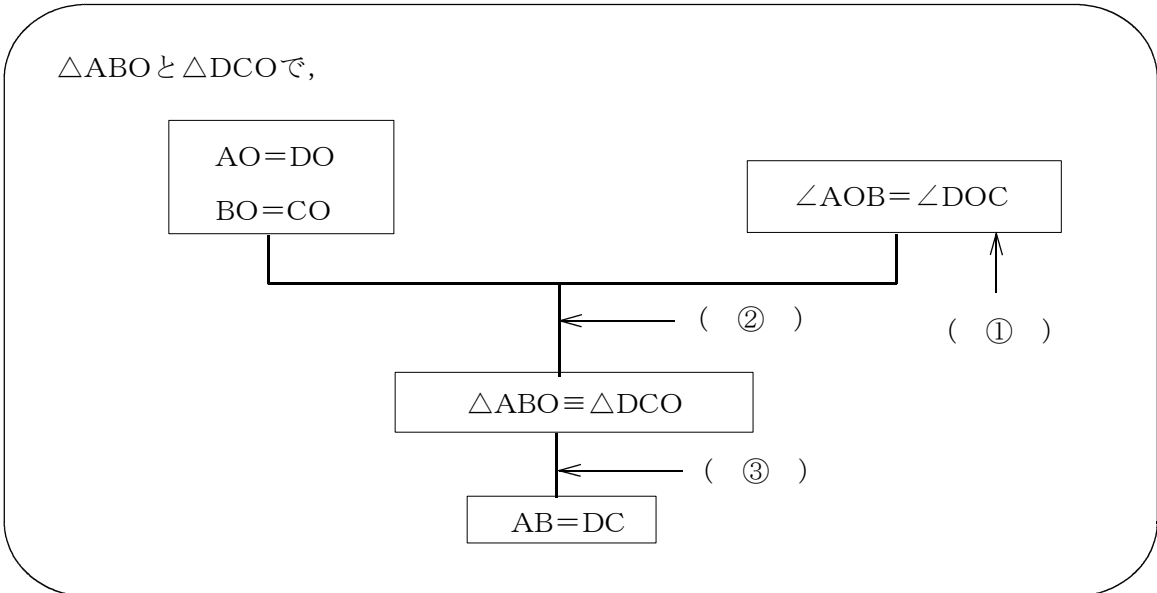 △ABOと△DCOで,
AO=DO
BO=CO
∠AOB=∠DOC
( ② )
( ① )
△ABO≡△DCO
( ③ )
AB=DC